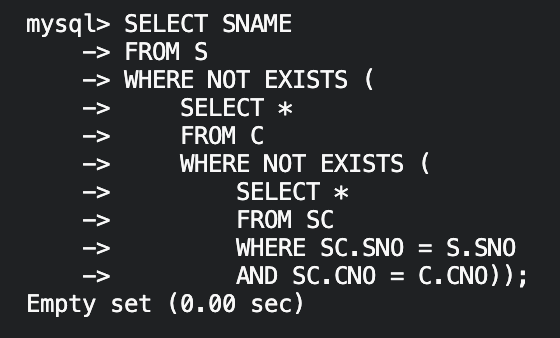 mysql> SELECT SNAME
    -> FROM S
    -> WHERE NOT EXISTS (
    ->     SELECT *
    ->     FROM C
    ->     WHERE NOT EXISTS (
    ->         SELECT *
    ->         FROM SC
    ->         WHERE SC.SNO = S.SNO
    ->         AND SC.CNO = C.CNO));
Empty set (0.00 sec)